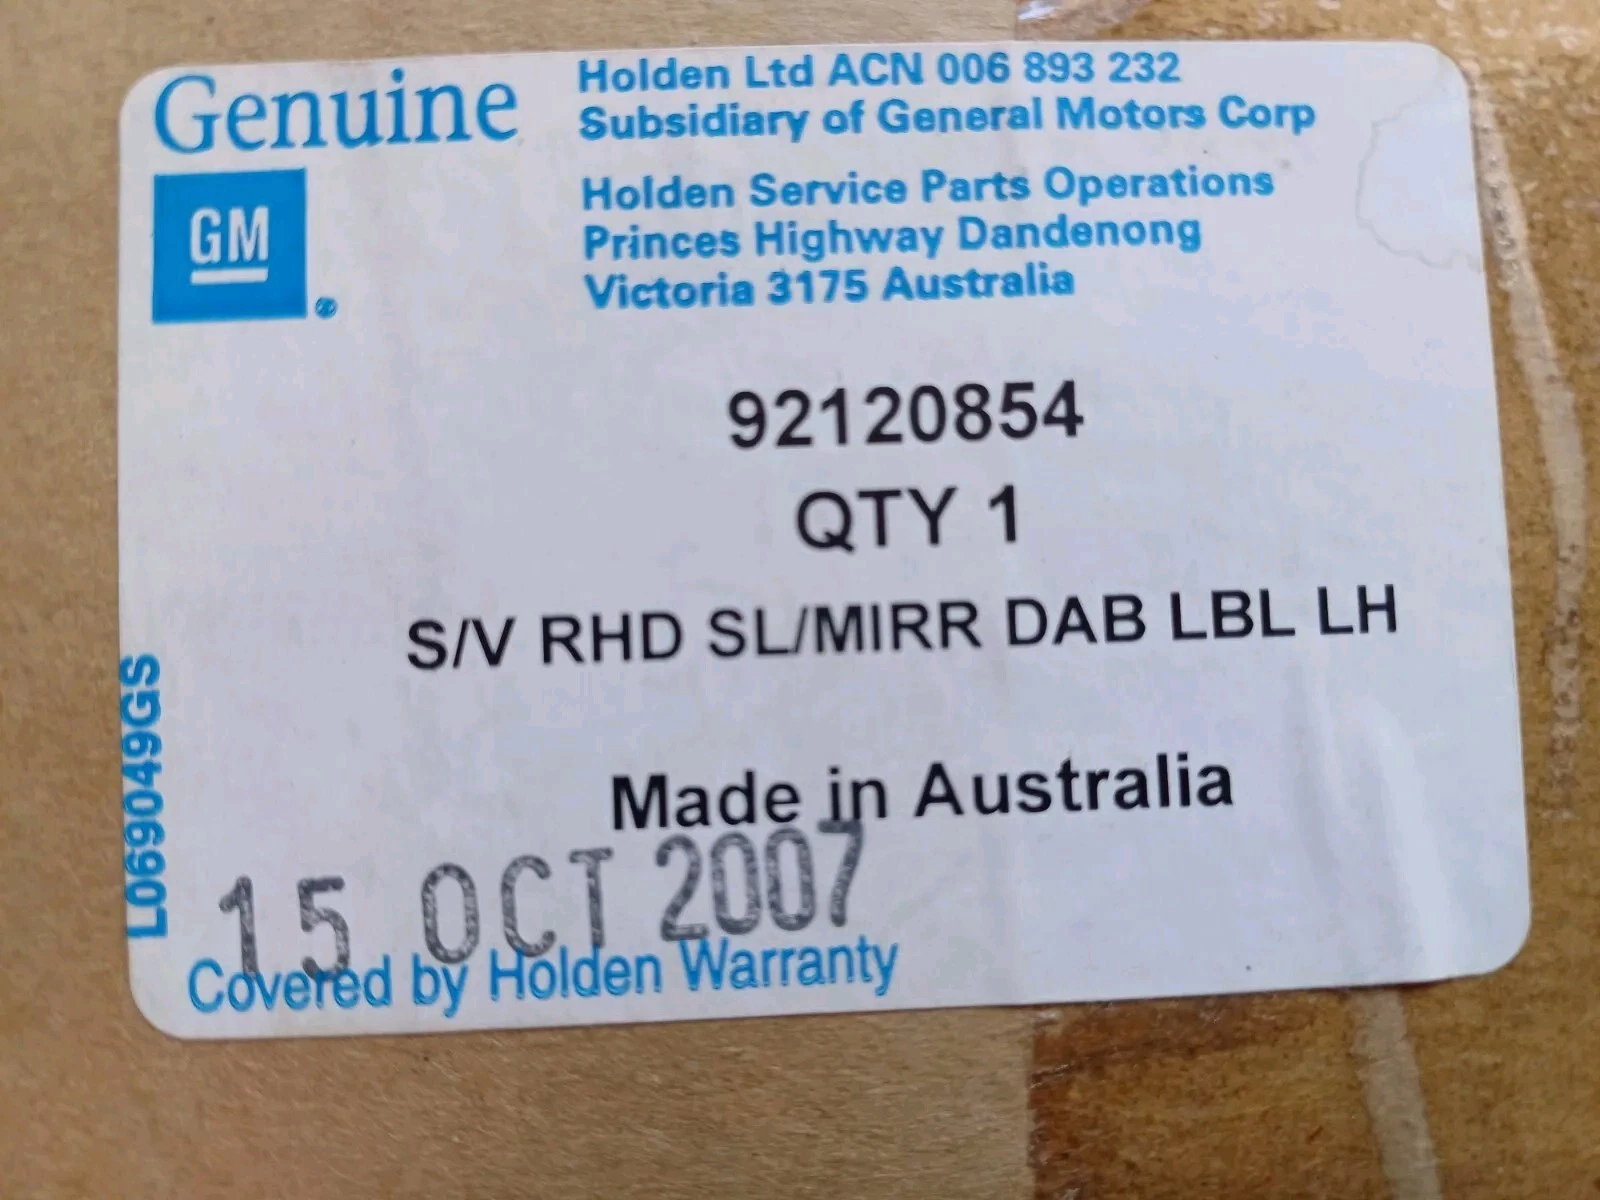 Genuine
GM
®
Holden Ltd ACN 006 893 232
Subsidiary of General Motors Corp
Holden Service Parts Operations
Princes Highway Dandenong
Victoria 3175 Australia
92120854
QTY 1
S/V RHD SL/MIRR DAB LBL LH
Made in Australia
15 OCT 2007
Covered by Holden Warranty
L069049GS